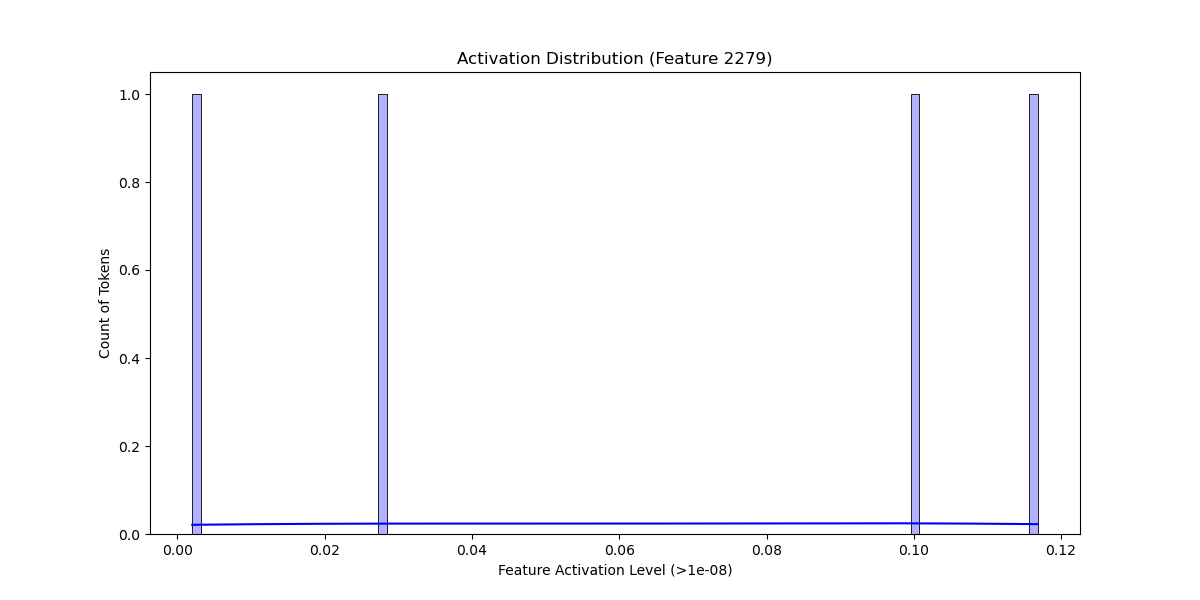 Activation Distribution (Feature 2279)
Count of Tokens
1.0
0.8
0.6
0.4
0.2
0.0
0.00 0.02 0.04 0.06 0.08 0.10 0.12
Feature Activation Level (>1e-08)